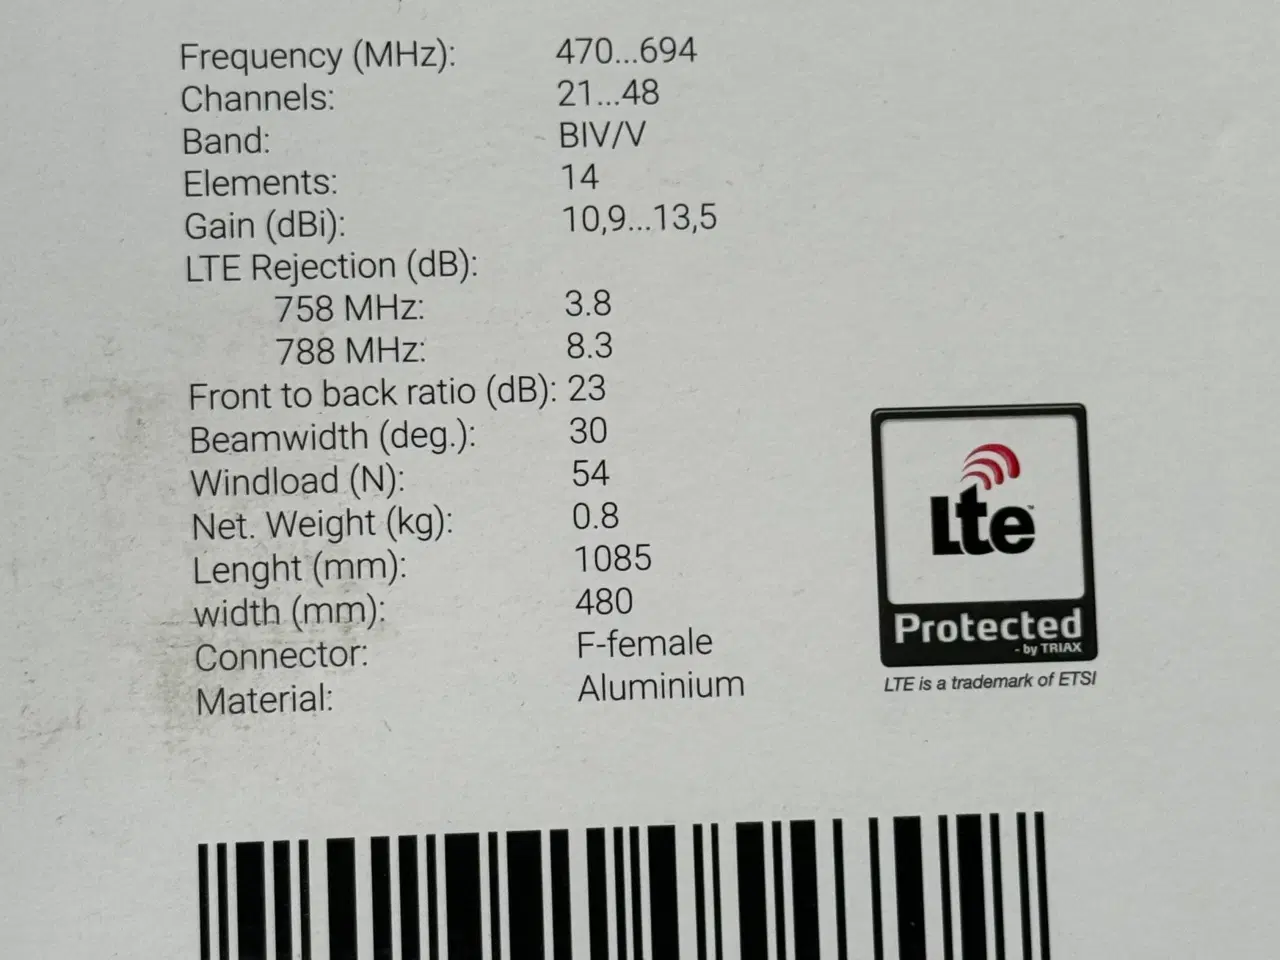 Frequency (MHz): 470...694
Channels: 21...48
Band: BIV/V
Elements: 14
Gain (dBi): 10,9...13,5
LTE Rejection (dB):
758 MHz: 3.8
788 MHz: 8.3
Front to back ratio (dB): 23
Beamwidth (deg.): 30
Windload (N): 54
Net. Weight (kg): 0.8
Lenght (mm): 1085
width (mm): 480
Connector: F-female
Material: Aluminium
Lte
Protected
- by TRIAX
LTE is a trademark of ETSI